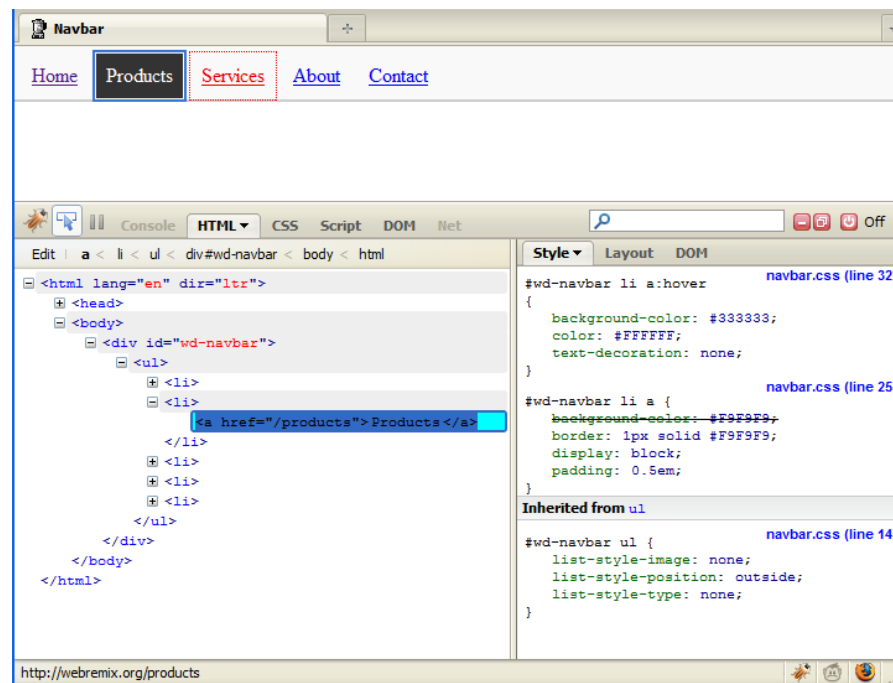 Navbar
Home Products Services About Contact
Console HTML CSS Script DOM Net Off
Edit a < li < ul < div#wd-navbar < body < html
Style Layout DOM
<html lang="en" dir="ltr">
<head>
<body>
<div id="wd-navbar">
<ul>
<li>
<li>
<a href="/products">Products</a>
</li>
<li>
<li>
<li>
</ul>
</div>
</body>
</html>
#wd-navbar li a:hover navbar.css (line 32
{
background-color: #333333;
color: #FFFFFF;
text-decoration: none;
}
navbar.css (line 25
#wd-navbar li a {
background-color: #F9F9F9;
border: 1px solid #F9F9F9;
display: block;
padding: 0.5em;
}
Inherited from ul
#wd-navbar ul { navbar.css (line 14
list-style-image: none;
list-style-position: outside;
list-style-type: none;
}
http://webremix.org/products